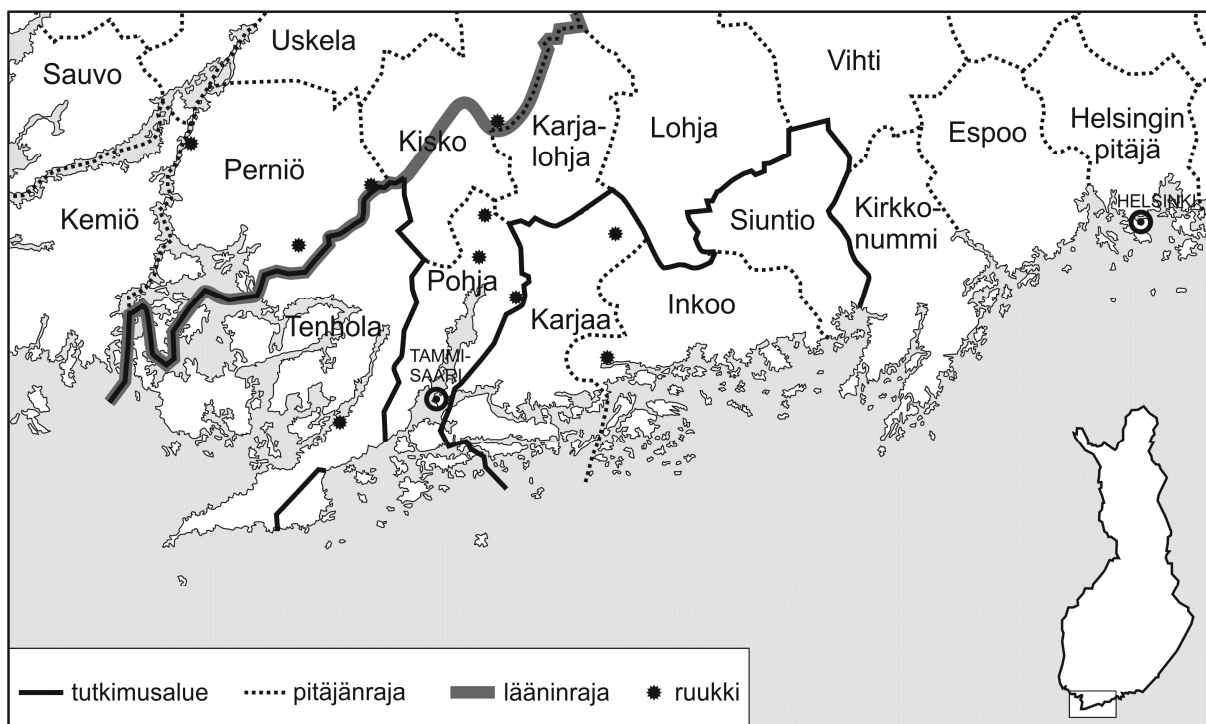 Uskela
Sauvo
Vihti
Kisko
Karja-
lohja
Lohja
Espoo
Helsingin
pitäjä
Perniö
Kemiö
Siuntio
Kirkko-
nummi
HELSINKI
Pohja
Tenhola
Karjaa
Inkoo
TAMMI-
SAARI
tutkimusalue
pitäjänraja
lääninraja
ruukki